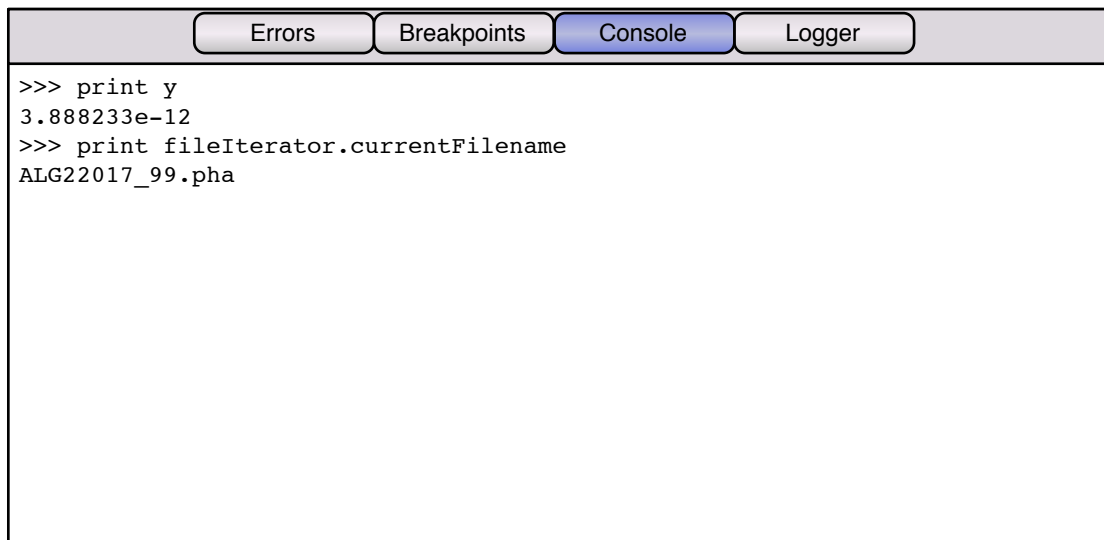 Errors Breakpoints Console Logger
>>> print y
3.888233e-12
>>> print fileIterator.currentFilename
ALG22017_99.pha